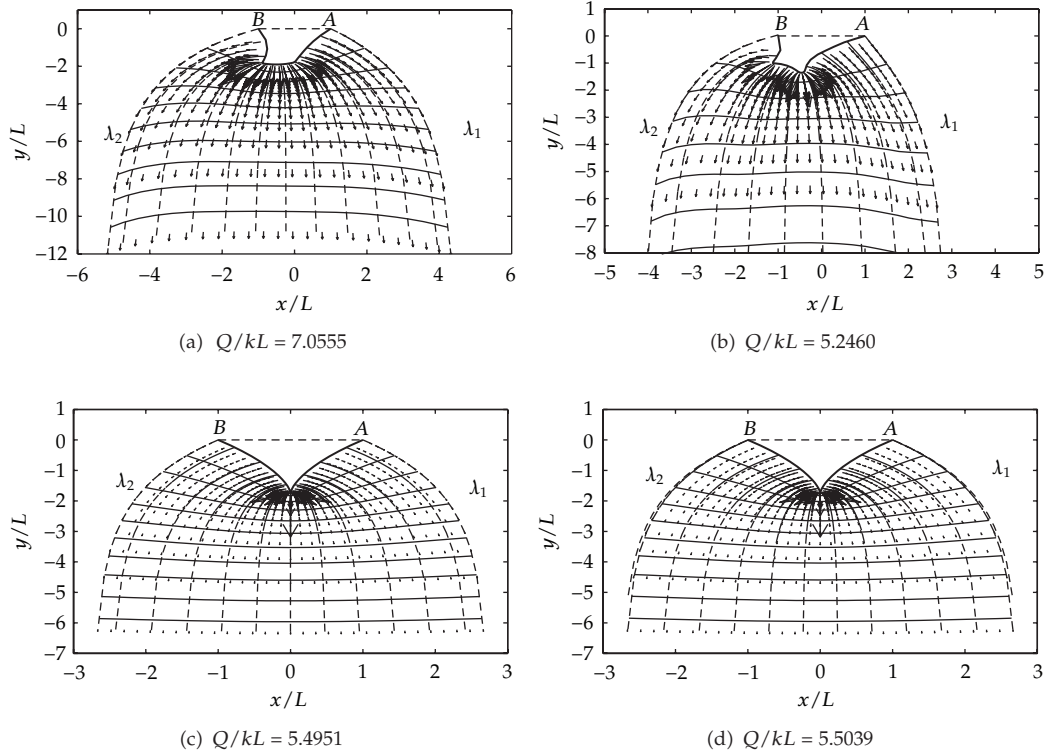 B A
0
−2
−4
−6
−8
−10
−12
y/L
λ₂
λ₁
−6 −4 −2 0 2 4 6
x/L
(a) Q/kL = 7.0555
B A
1
0
−1
−2
−3
−4
−5
−6
−7
−8
y/L
λ₂
λ₁
−5 −4 −3 −2 −1 0 1 2 3 4 5
x/L
(b) Q/kL = 5.2460
B A
1
0
−1
−2
−3
−4
−5
−6
−7
y/L
λ₂
λ₁
−3 −2 −1 0 1 2 3
x/L
(c) Q/kL = 5.4951
B A
1
0
−1
−2
−3
−4
−5
−6
−7
y/L
λ₂
λ₁
−3 −2 −1 0 1 2 3
x/L
(d) Q/kL = 5.5039